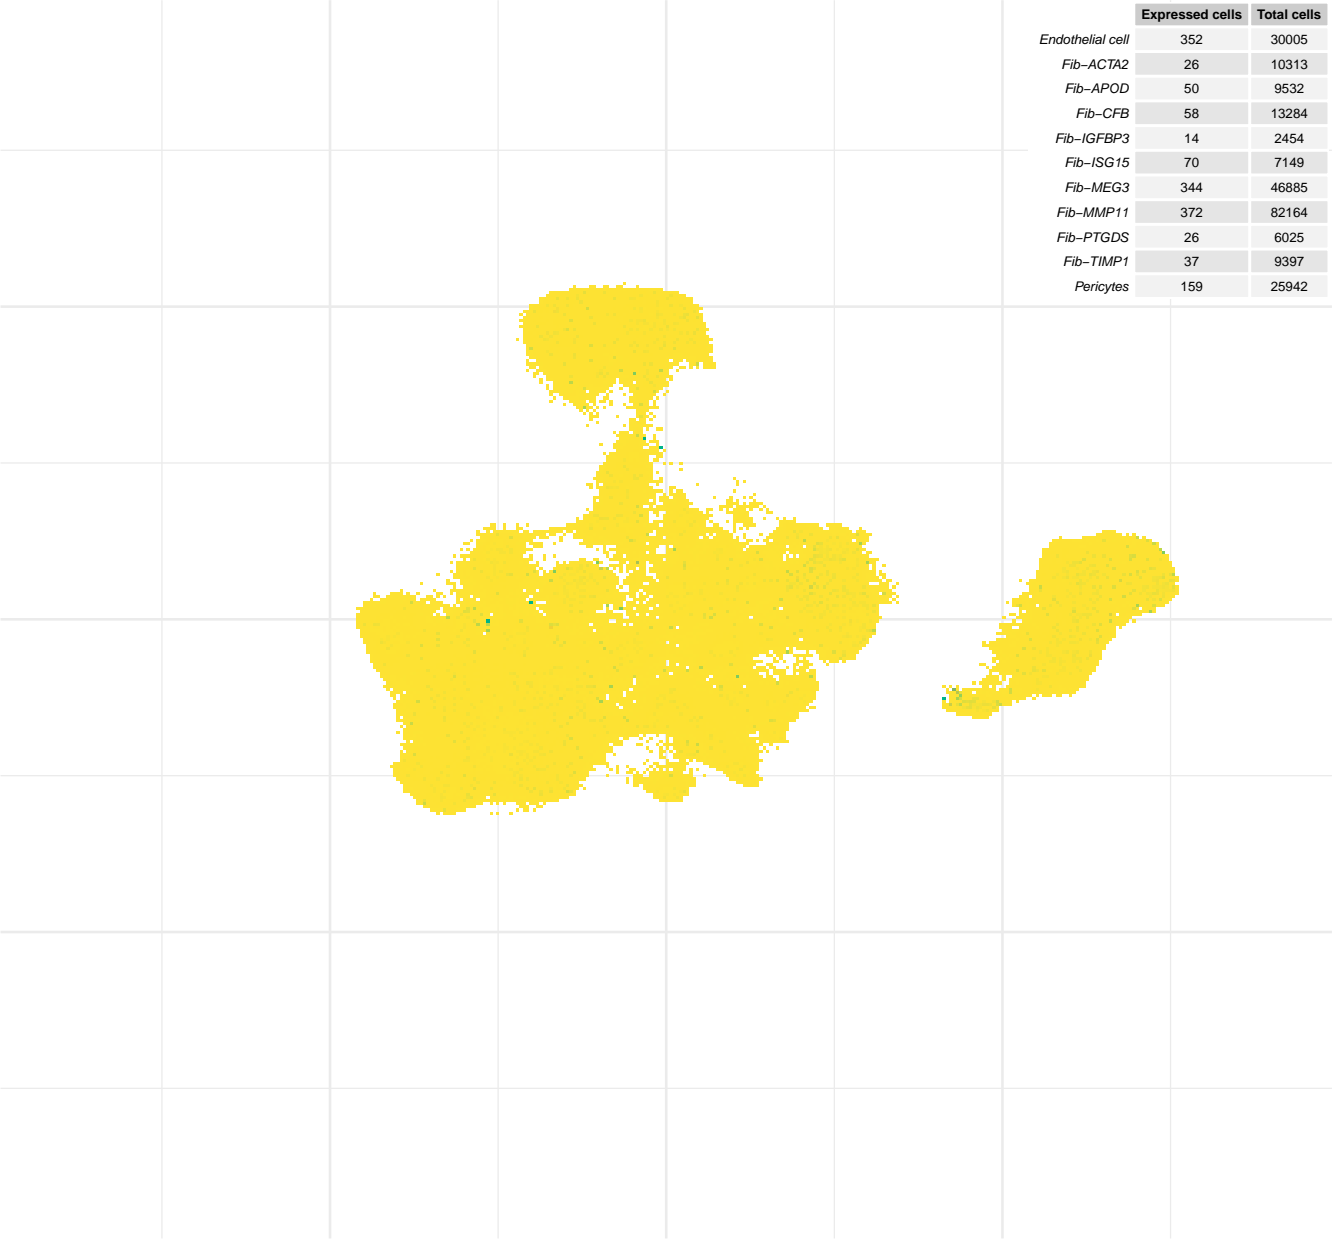 Expressed cells Total cells
Endothelial cell 352 30005
Fib−ACTA2 26 10313
Fib−APOD 50 9532
Fib−CFB 58 13284
Fib−IGFBP3 14 2454
Fib−ISG15 70 7149
Fib−MEG3 344 46885
Fib−MMP11 372 82164
Fib−PTGDS 26 6025
Fib−TIMP1 37 9397
Pericytes 159 25942